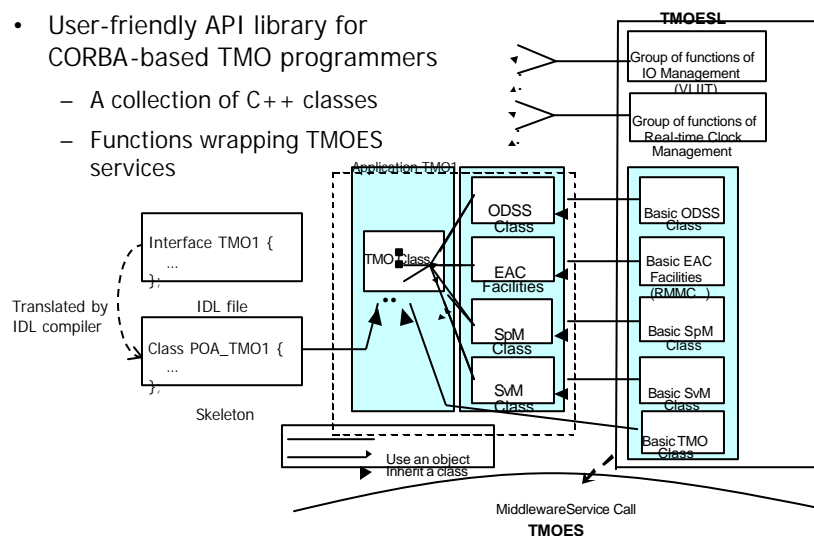 • User-friendly API library for
CORBA-based TMO programmers
– A collection of C++ classes
– Functions wrapping TMOES
services
TMOESL
Group of functions of
IO Management
(VLIIT)
Group of functions of
Real-time Clock
Management
Application TMO1
ODSS
Class
Basic ODSS
Class
Interface TMO1 {
...
};
IDL file
TMO Class
EAC
Facilities
Basic EAC
Facilities
(RMMC...)
Translated by
IDL compiler
Class POA_TMO1 {
...
};
Skeleton
SpM
Class
Basic SpM
Class
SvM
Class
Basic SvM
Class
Basic TMO
Class
Use an object
Inherit a class
MiddlewareService Call
TMOES